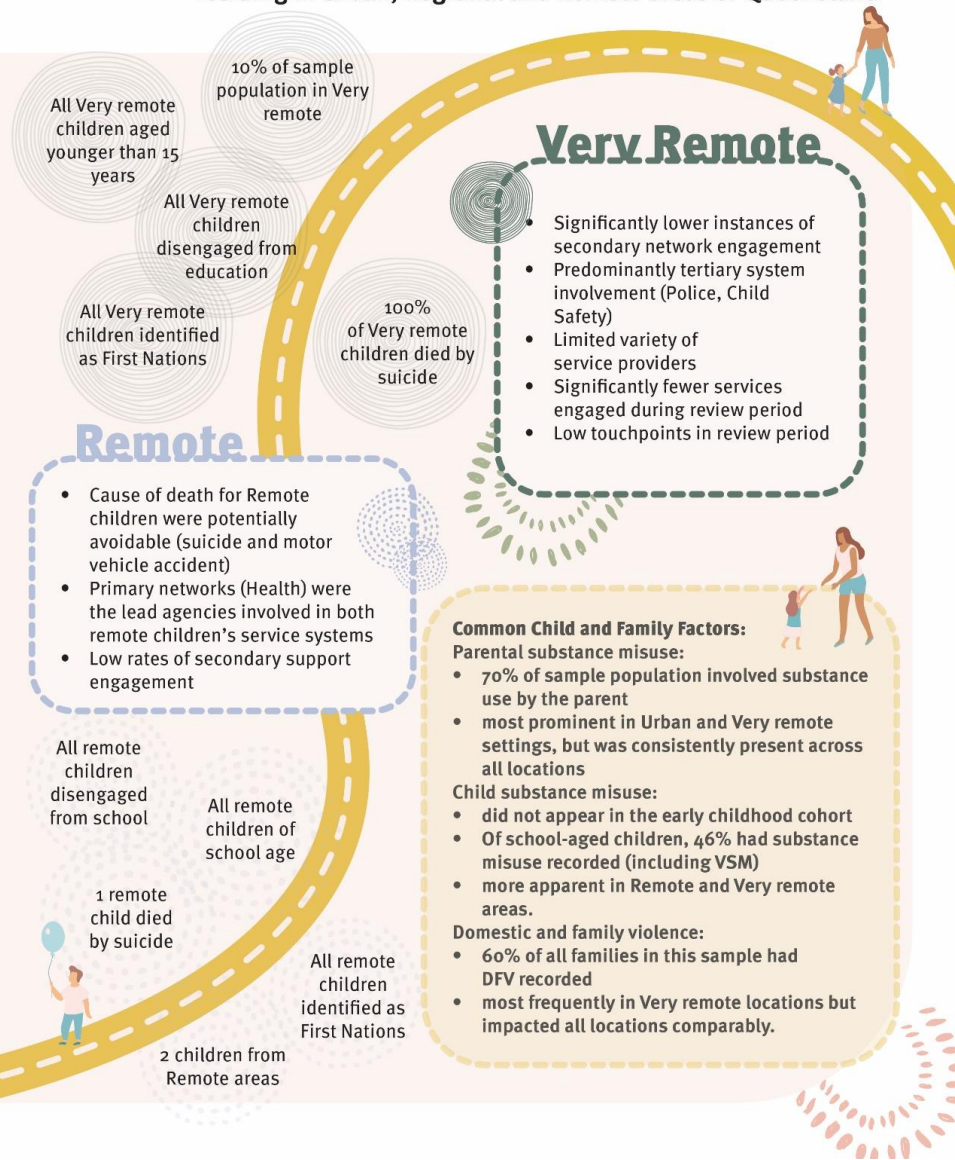 10% of sample
population in Very
remote
All Very remote
children aged
younger than 15
years
All Very remote
children
disengaged from
education
All Very remote
children identified
as First Nations
100%
of Very remote
children died by
suicide
Very Remote
• Significantly lower instances of
secondary network engagement
• Predominantly tertiary system
involvement (Police, Child
Safety)
• Limited variety of
service providers
• Significantly fewer services
engaged during review period
• Low touchpoints in review period
Remote
• Cause of death for Remote
children were potentially
avoidable (suicide and motor
vehicle accident)
• Primary networks (Health) were
the lead agencies involved in both
remote children's service systems
• Low rates of secondary support
engagement
All remote
children
disengaged
from school
All remote
children of
school age
1 remote
child died
by suicide
All remote
children
identified as
First Nations
2 children from
Remote areas
Common Child and Family Factors:
Parental substance misuse:
• 70% of sample population involved substance
use by the parent
• most prominent in Urban and Very remote
settings, but was consistently present across
all locations
Child substance misuse:
• did not appear in the early childhood cohort
• Of school-aged children, 46% had substance
misuse recorded (including VSM)
• more apparent in Remote and Very remote
areas.
Domestic and family violence:
• 60% of all families in this sample had
DFV recorded
• most frequently in Very remote locations but
impacted all locations comparably.